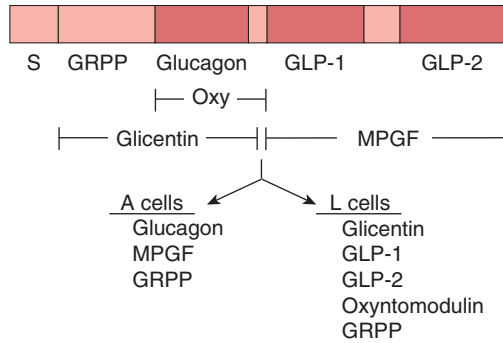 S GRPP Glucagon GLP-1 GLP-2
Oxy
Glicentin MPGF
A cells
Glucagon
MPGF
GRPP
L cells
Glicentin
GLP-1
GLP-2
Oxyntomodulin
GRPP